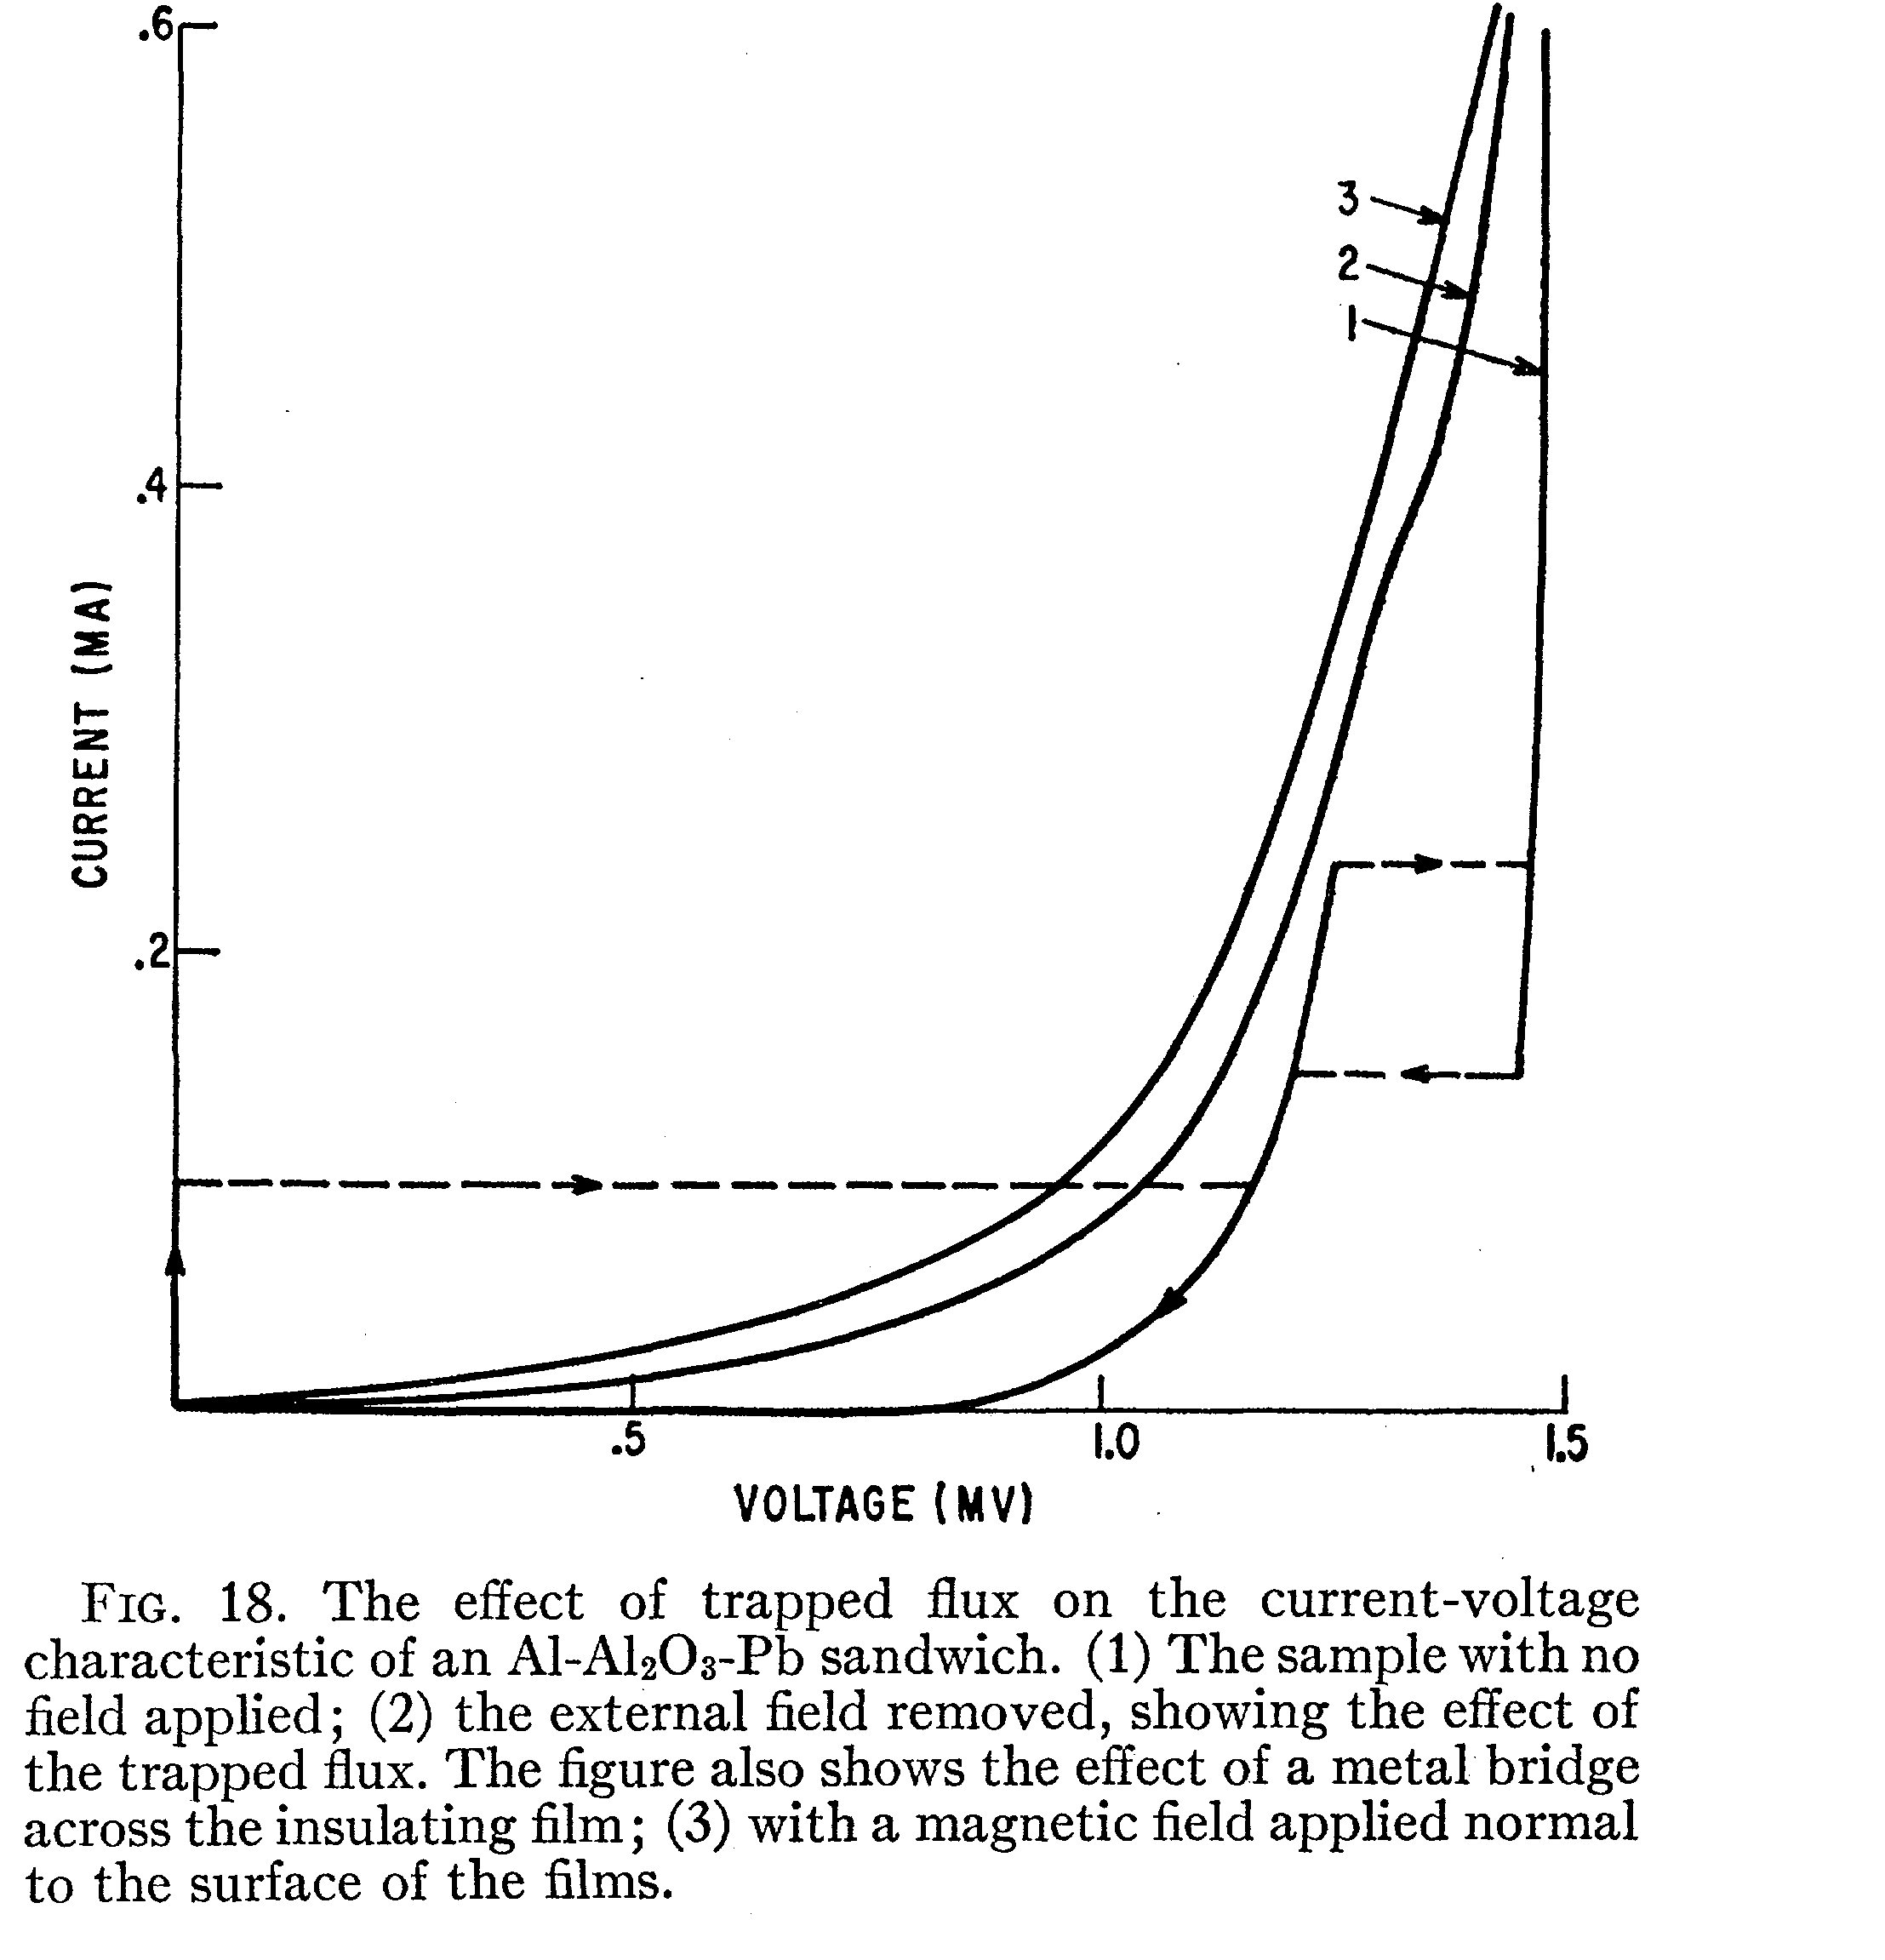 .6
3
2
1
.4
CURRENT (MA)
.2
.5
1.0
1.5
VOLTAGE (MV)
FIG. 18. The effect of trapped flux on the current-voltage
characteristic of an Al-Al₂O₃-Pb sandwich. (1) The sample with no
field applied; (2) the external field removed, showing the effect of
the trapped flux. The figure also shows the effect of a metal bridge
across the insulating film; (3) with a magnetic field applied normal
to the surface of the films.